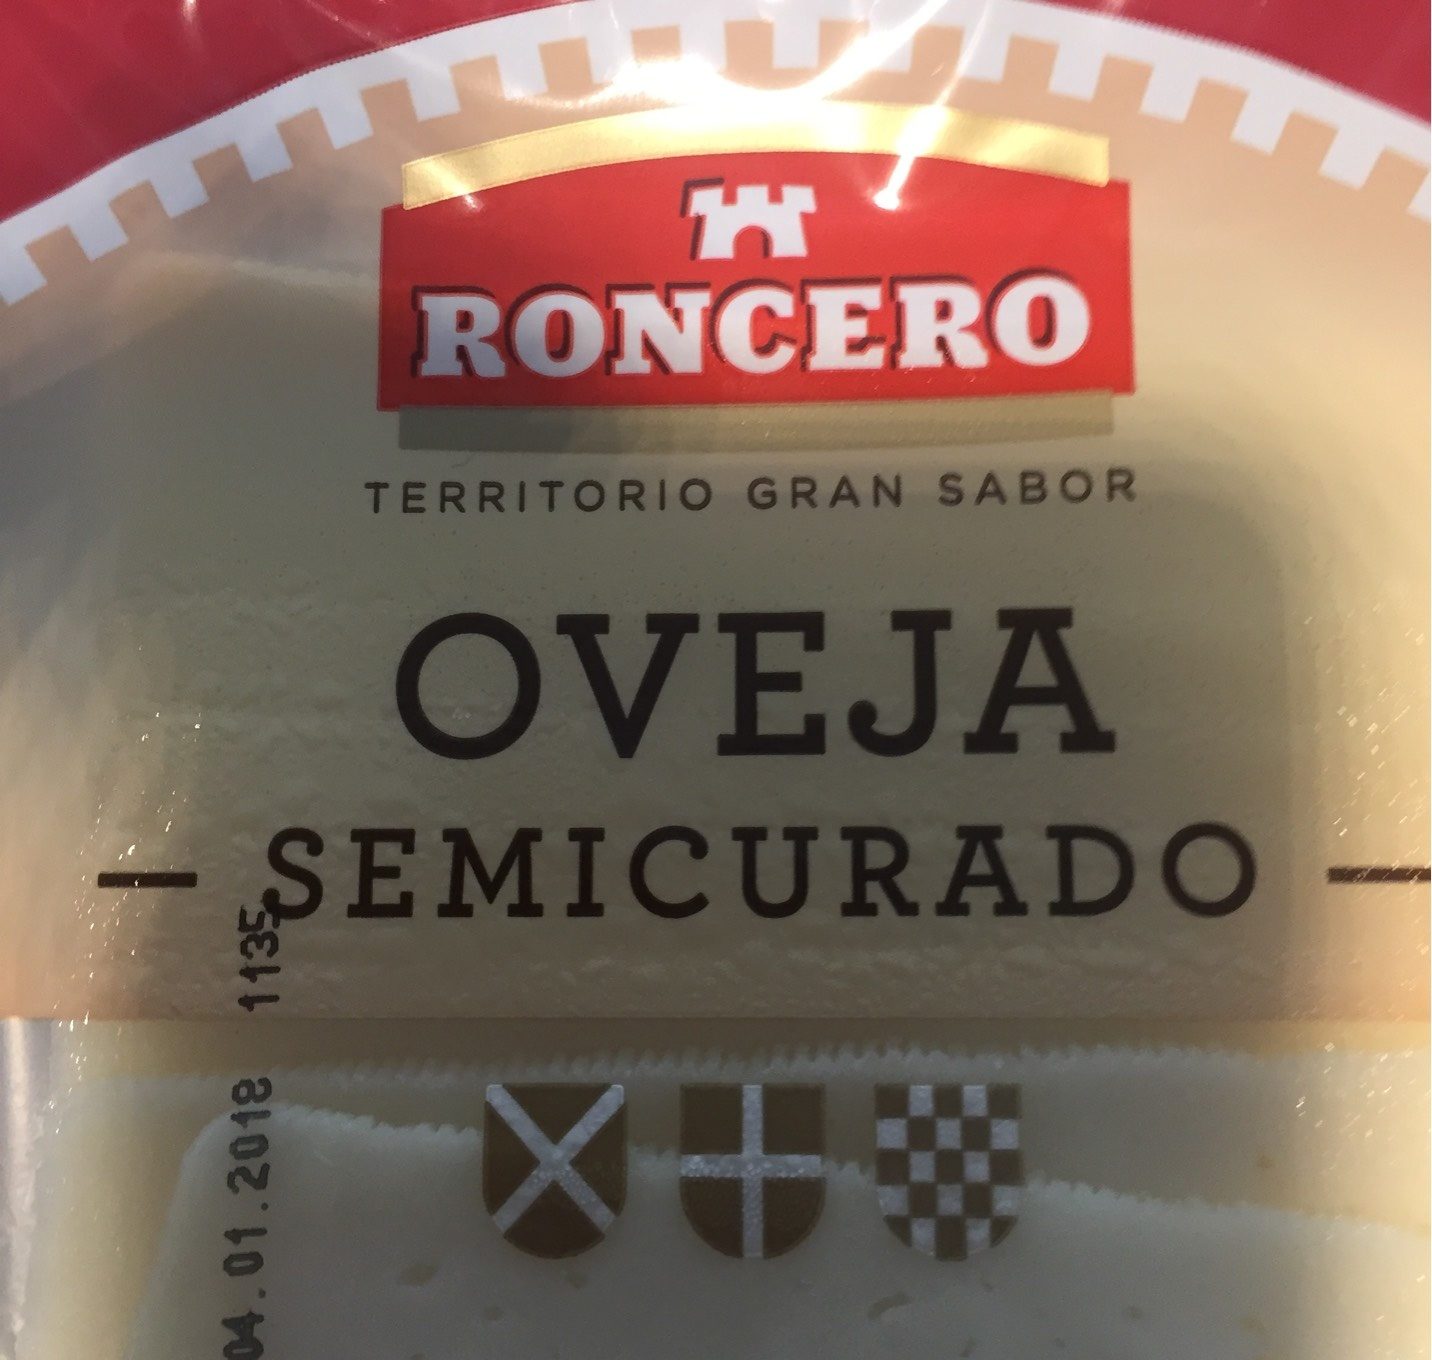 RONCERO
TERRITORIO GRAN SABOR
OVEJA
— SEMICURADO —
04.01.2018 1135